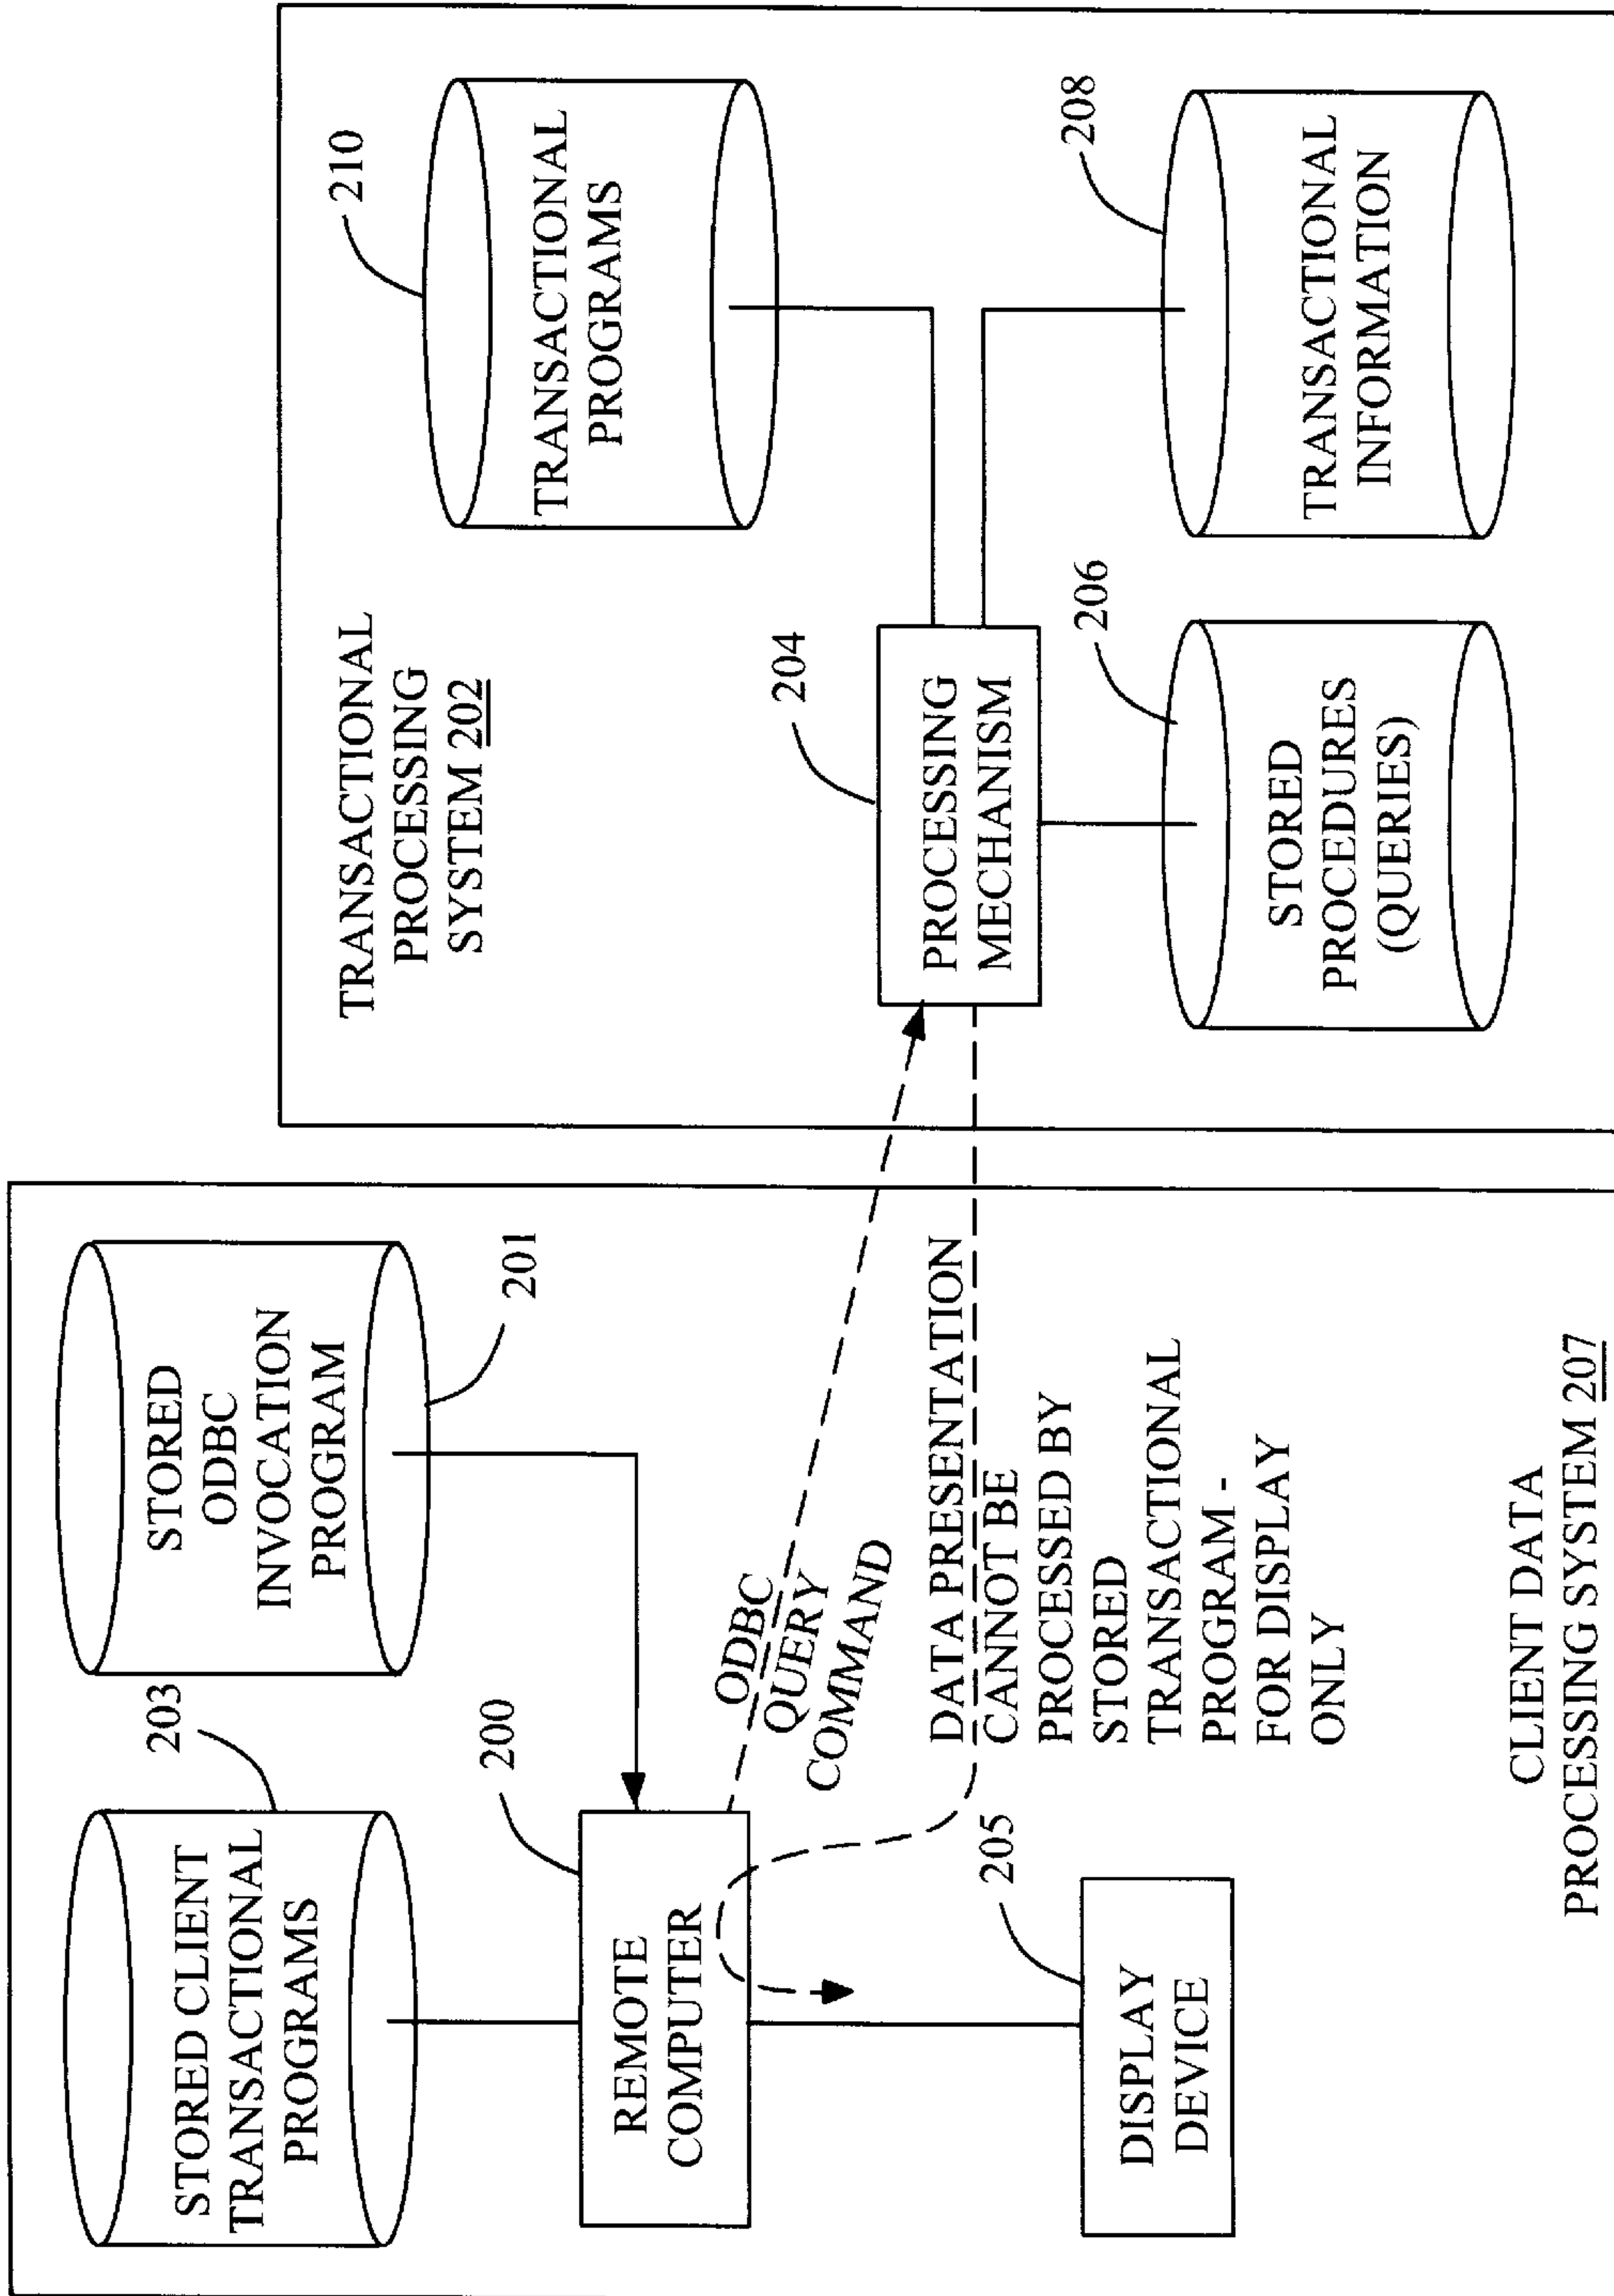 STORED CLIENT
TRANSACTIONAL
PROGRAMS
203
STORED
ODBC
INVOCATION
PROGRAM
201
200
REMOTE
COMPUTER
ODBC
QUERY
COMMAND
DATA PRESENTATION
CANNOT BE
PROCESSED BY
STORED
TRANSACTIONAL
PROGRAM -
FOR DISPLAY
ONLY
205
DISPLAY
DEVICE
CLIENT DATA
PROCESSING SYSTEM 207
TRANSACTIONAL
PROCESSING
SYSTEM 202
210
TRANSACTIONAL
PROGRAMS
204
PROCESSING
MECHANISM
206
STORED
PROCEDURES
(QUERIES)
208
TRANSACTIONAL
INFORMATION